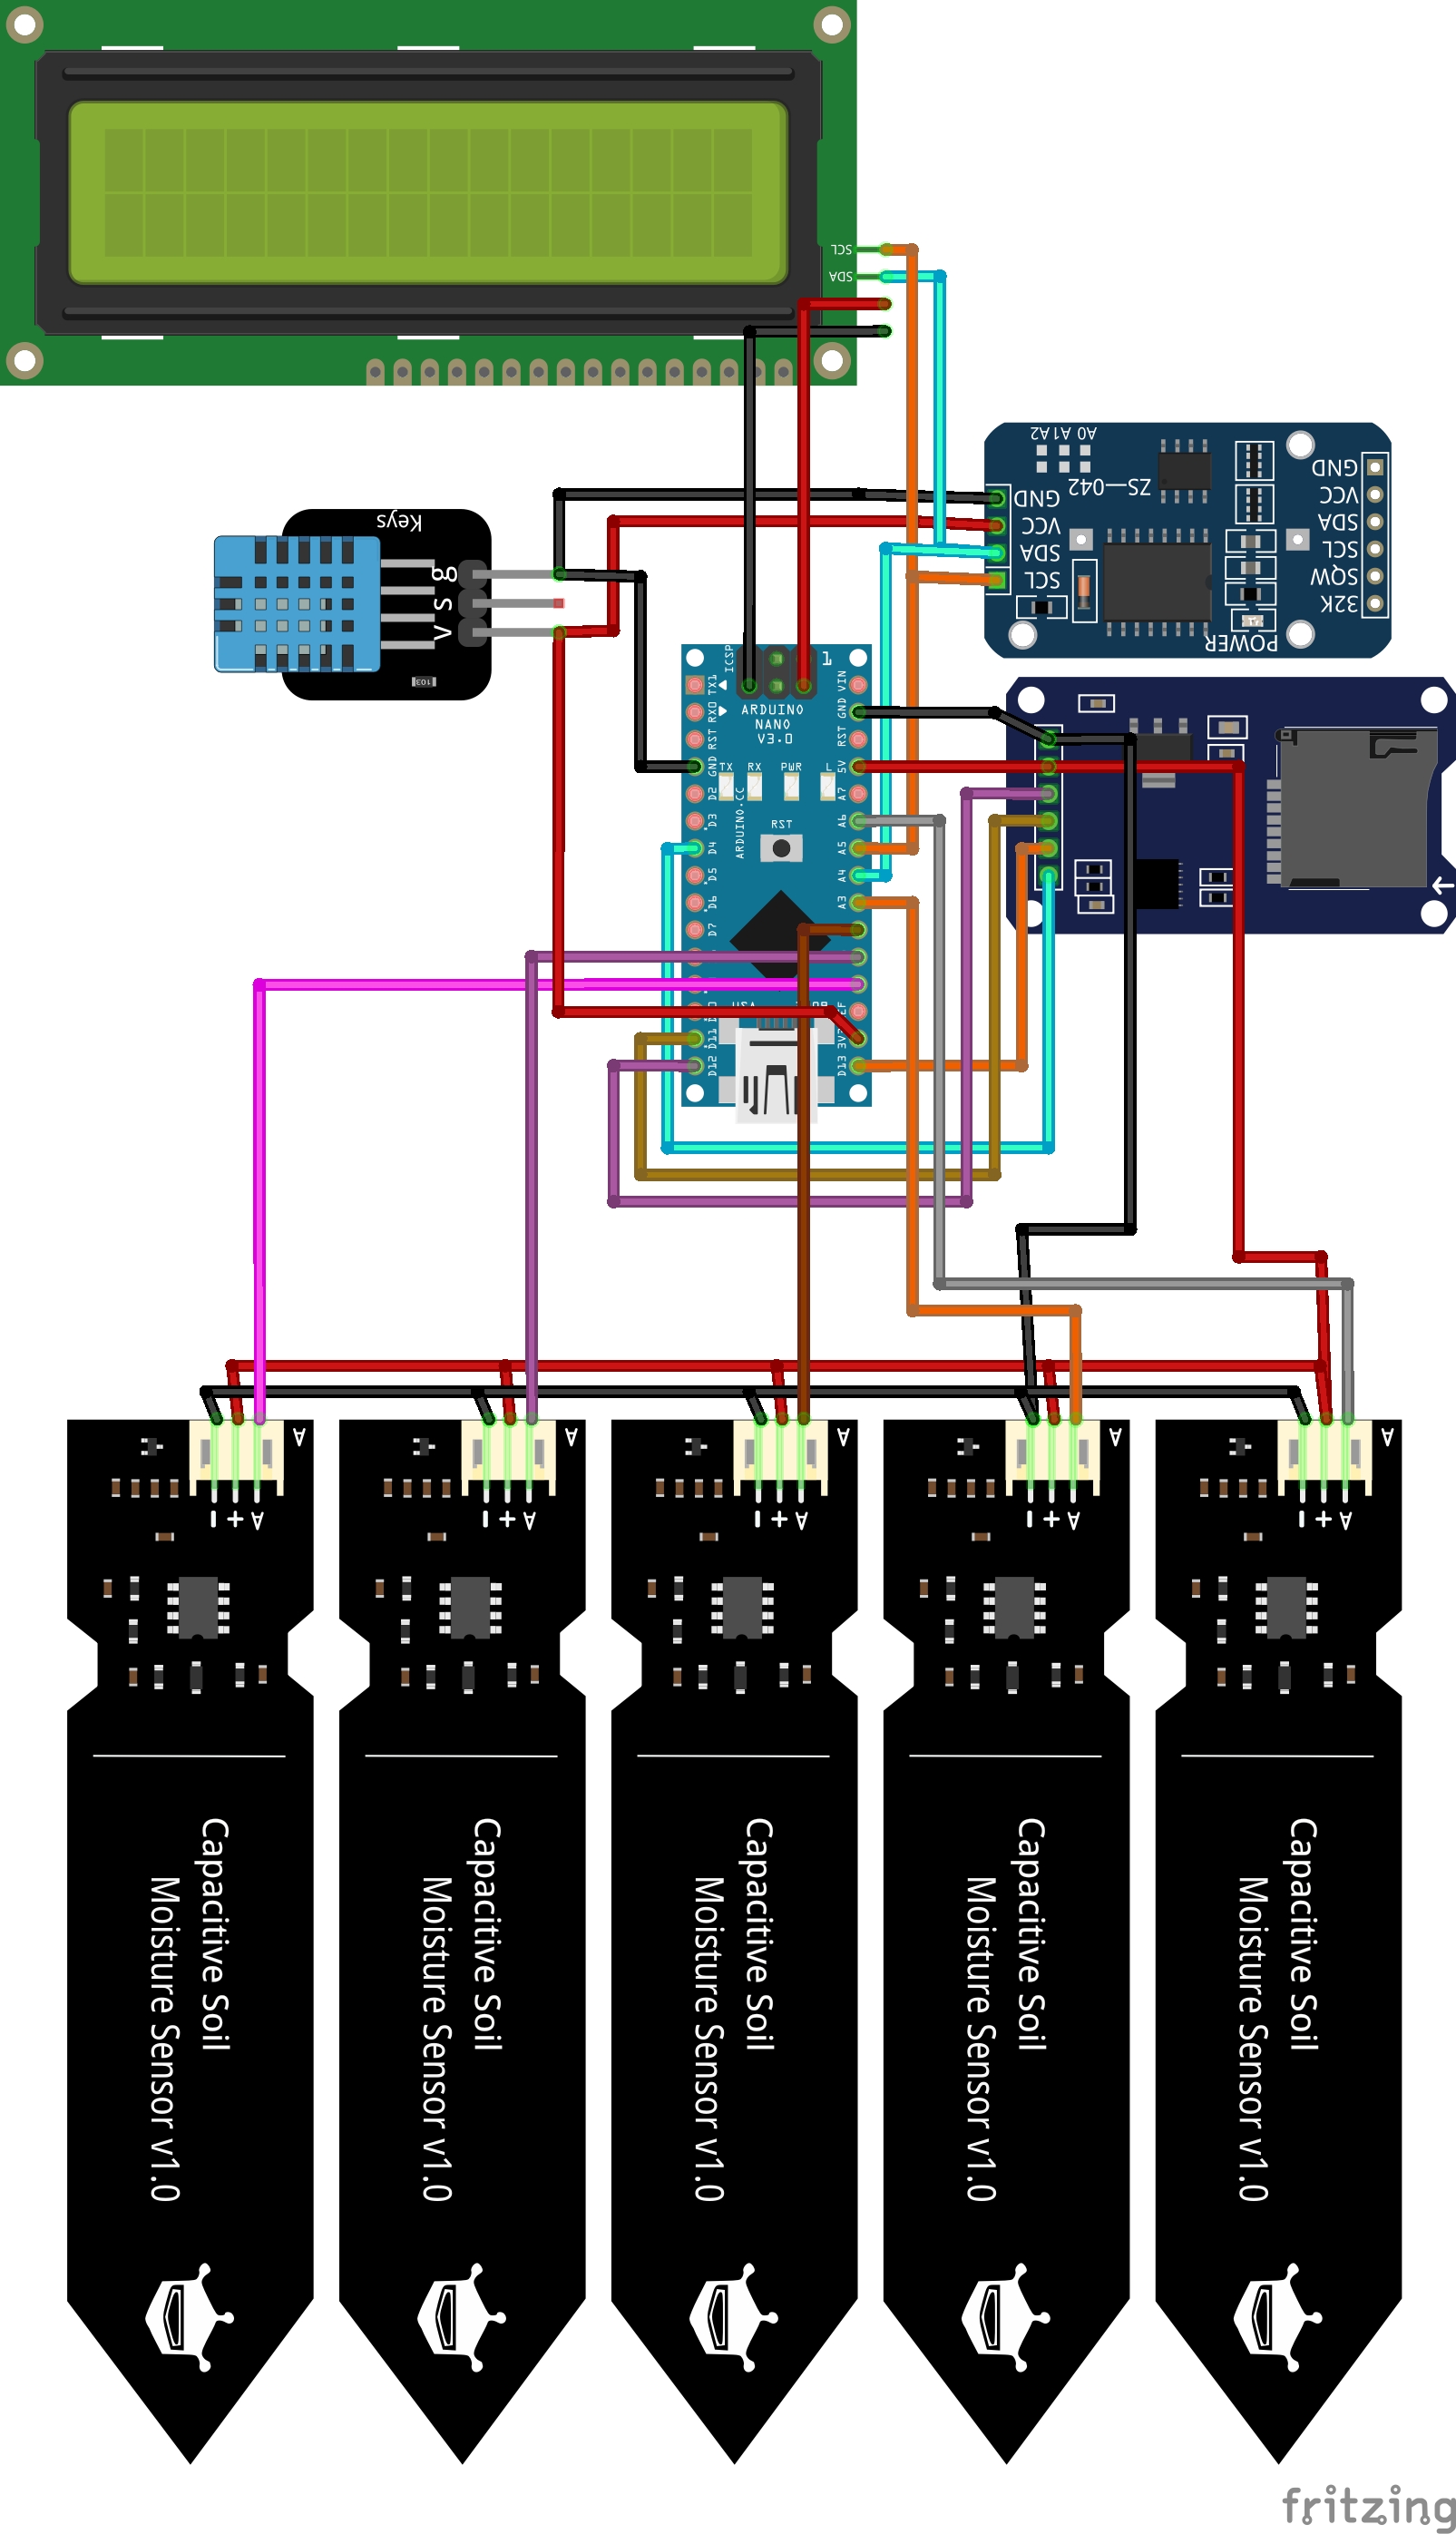 SCL
SDA
A0 A1 A2
ZS-042
GND
VCC
SDA
SCL
GND
VCC
SDA
SCL
SQW
32K
POWER
Keys
g
S
V
103
ICSP
1
TX1
RX0
RST
GND
D2
D3
D4
D5
D6
D7
D11
D12
VIN
GND
RST
5V
A7
A6
A5
A4
A3
3V3
D13
ARDUINO
NANO
V3.0
TX
RX
PWR
L
RST
ARDUINO.CC
USA
A
- + A
A
- + A
A
- + A
A
- + A
A
- + A
Capacitive Soil
Moisture Sensor v1.0
Capacitive Soil
Moisture Sensor v1.0
Capacitive Soil
Moisture Sensor v1.0
Capacitive Soil
Moisture Sensor v1.0
Capacitive Soil
Moisture Sensor v1.0
fritzing